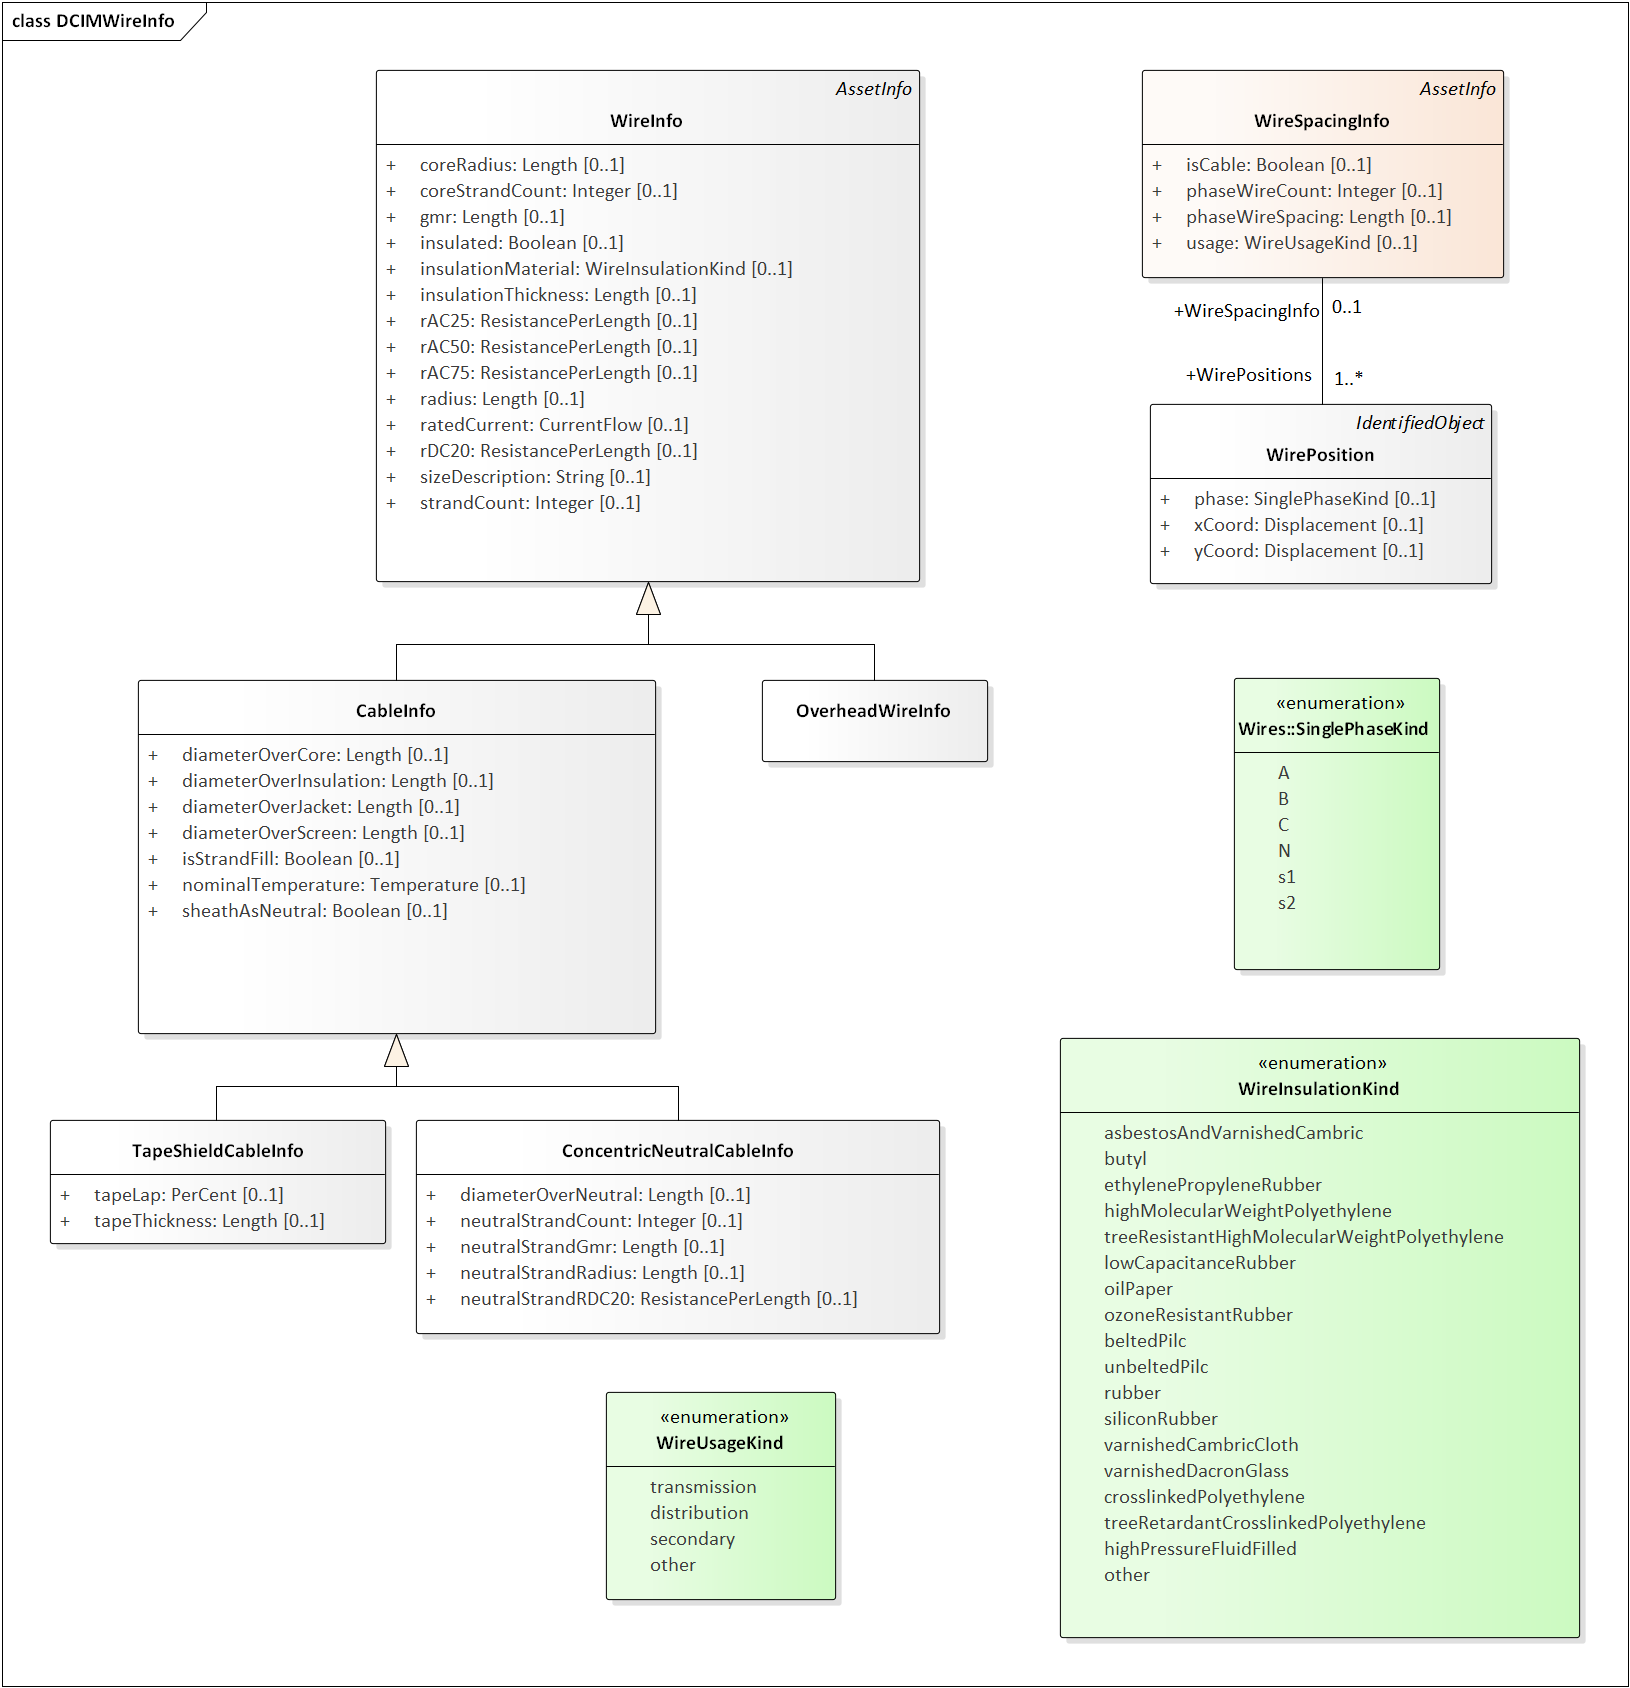 class DCIMWireInfo
AssetInfo
WireInfo
+ coreRadius: Length [0..1]
+ coreStrandCount: Integer [0..1]
+ gmr: Length [0..1]
+ insulated: Boolean [0..1]
+ insulationMaterial: WireInsulationKind [0..1]
+ insulationThickness: Length [0..1]
+ rAC25: ResistancePerLength [0..1]
+ rAC50: ResistancePerLength [0..1]
+ rAC75: ResistancePerLength [0..1]
+ radius: Length [0..1]
+ ratedCurrent: CurrentFlow [0..1]
+ rDC20: ResistancePerLength [0..1]
+ sizeDescription: String [0..1]
+ strandCount: Integer [0..1]
AssetInfo
WireSpacingInfo
+ isCable: Boolean [0..1]
+ phaseWireCount: Integer [0..1]
+ phaseWireSpacing: Length [0..1]
+ usage: WireUsageKind [0..1]
+WireSpacingInfo 0..1
+WirePositions 1..*
IdentifiedObject
WirePosition
+ phase: SinglePhaseKind [0..1]
+ xCoord: Displacement [0..1]
+ yCoord: Displacement [0..1]
CableInfo
+ diameterOverCore: Length [0..1]
+ diameterOverInsulation: Length [0..1]
+ diameterOverJacket: Length [0..1]
+ diameterOverScreen: Length [0..1]
+ isStrandFill: Boolean [0..1]
+ nominalTemperature: Temperature [0..1]
+ sheathAsNeutral: Boolean [0..1]
OverheadWireInfo
«enumeration»
Wires::SinglePhaseKind
A
B
C
N
s1
s2
TapeShieldCableInfo
+ tapeLap: PerCent [0..1]
+ tapeThickness: Length [0..1]
ConcentricNeutralCableInfo
+ diameterOverNeutral: Length [0..1]
+ neutralStrandCount: Integer [0..1]
+ neutralStrandGmr: Length [0..1]
+ neutralStrandRadius: Length [0..1]
+ neutralStrandRDC20: ResistancePerLength [0..1]
«enumeration»
WireInsulationKind
asbestosAndVarnishedCambric
butyl
ethylenePropyleneRubber
highMolecularWeightPolyethylene
treeResistantHighMolecularWeightPolyethylene
lowCapacitanceRubber
oilPaper
ozoneResistantRubber
beltedPilc
unbeltedPilc
rubber
siliconRubber
varnishedCambricCloth
varnishedDacronGlass
crosslinkedPolyethylene
treeRetardantCrosslinkedPolyethylene
highPressureFluidFilled
other
«enumeration»
WireUsageKind
transmission
distribution
secondary
other